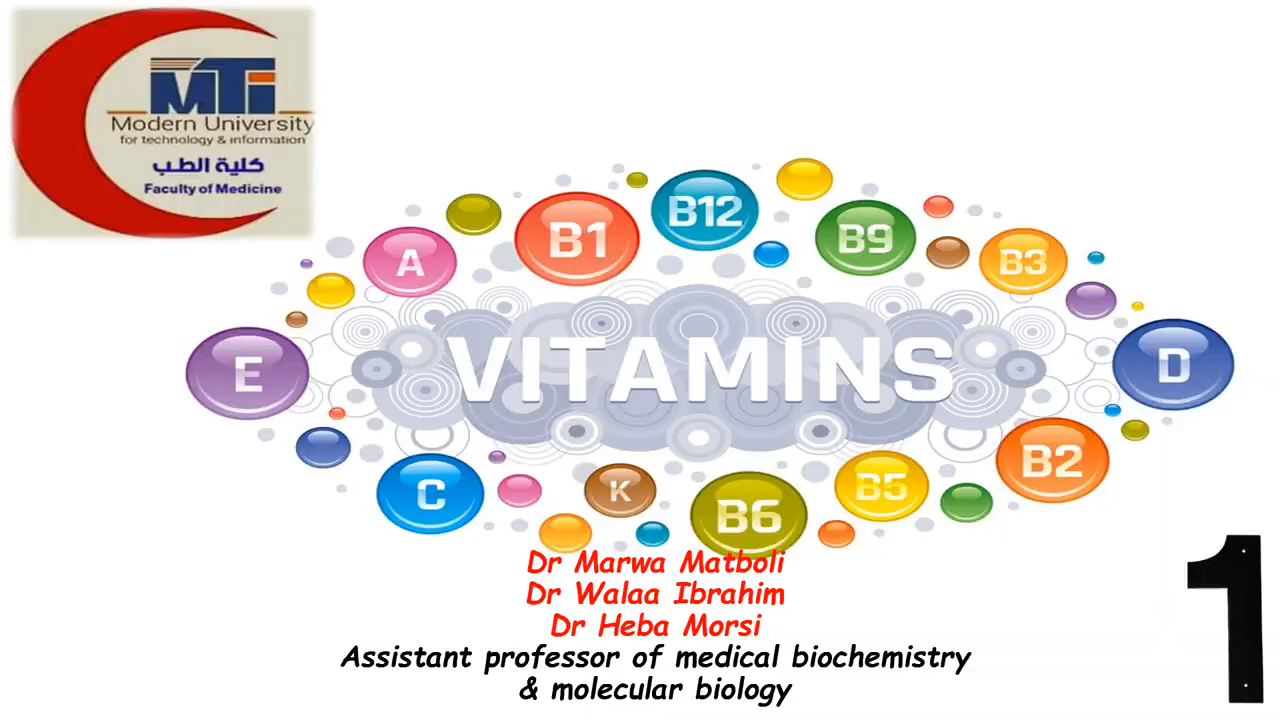 MTi
Modern University
for technology & information
كلية الطب
Faculty of Medicine
A
B1
B12
B9
B3
E
VITAMINS
D
C
K
B6
B5
B2
Dr Marwa Matboli
Dr Walaa Ibrahim
Dr Heba Morsi
Assistant professor of medical biochemistry
& molecular biology
1